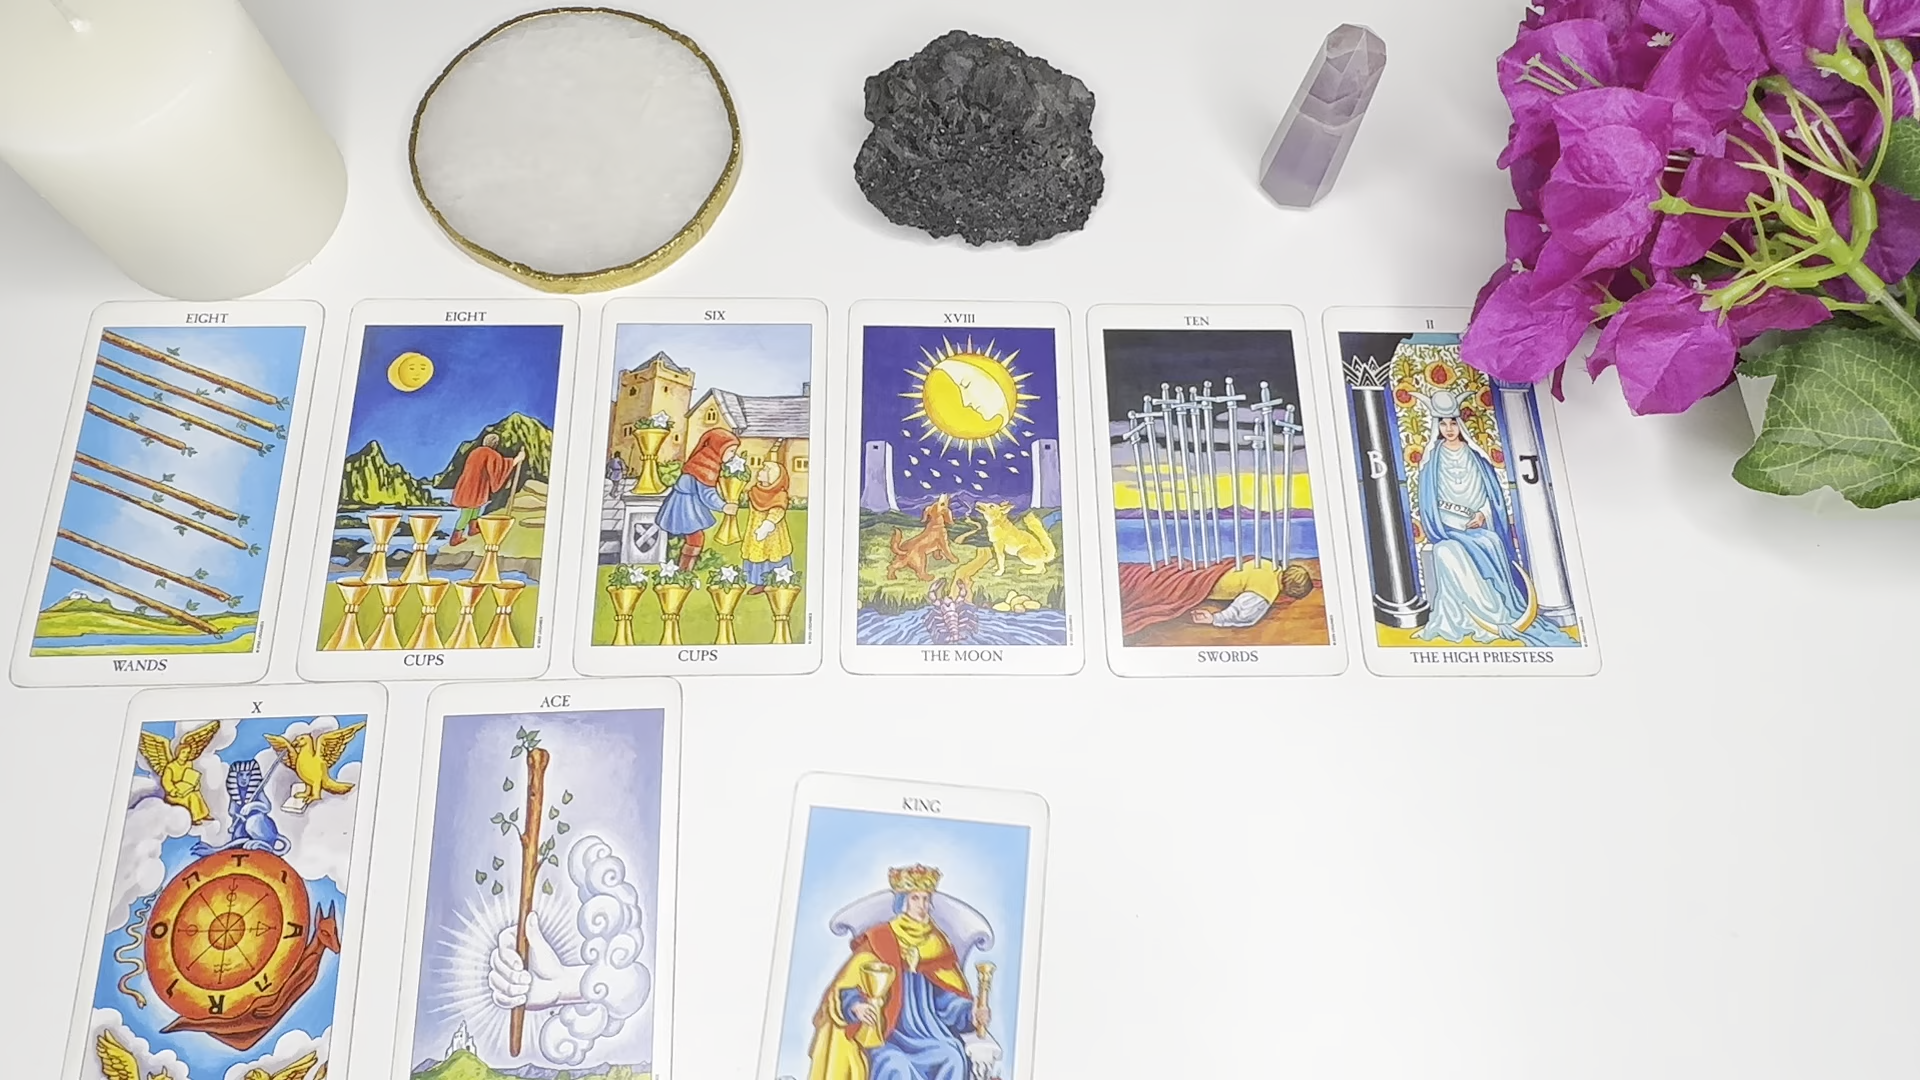 EIGHT
EIGHT
SIX
XVIII
TEN
II
B
J
WANDS
CUPS
CUPS
THE MOON
SWORDS
THE HIGH PRIESTESS
X
ACE
KING
T
A
R
O